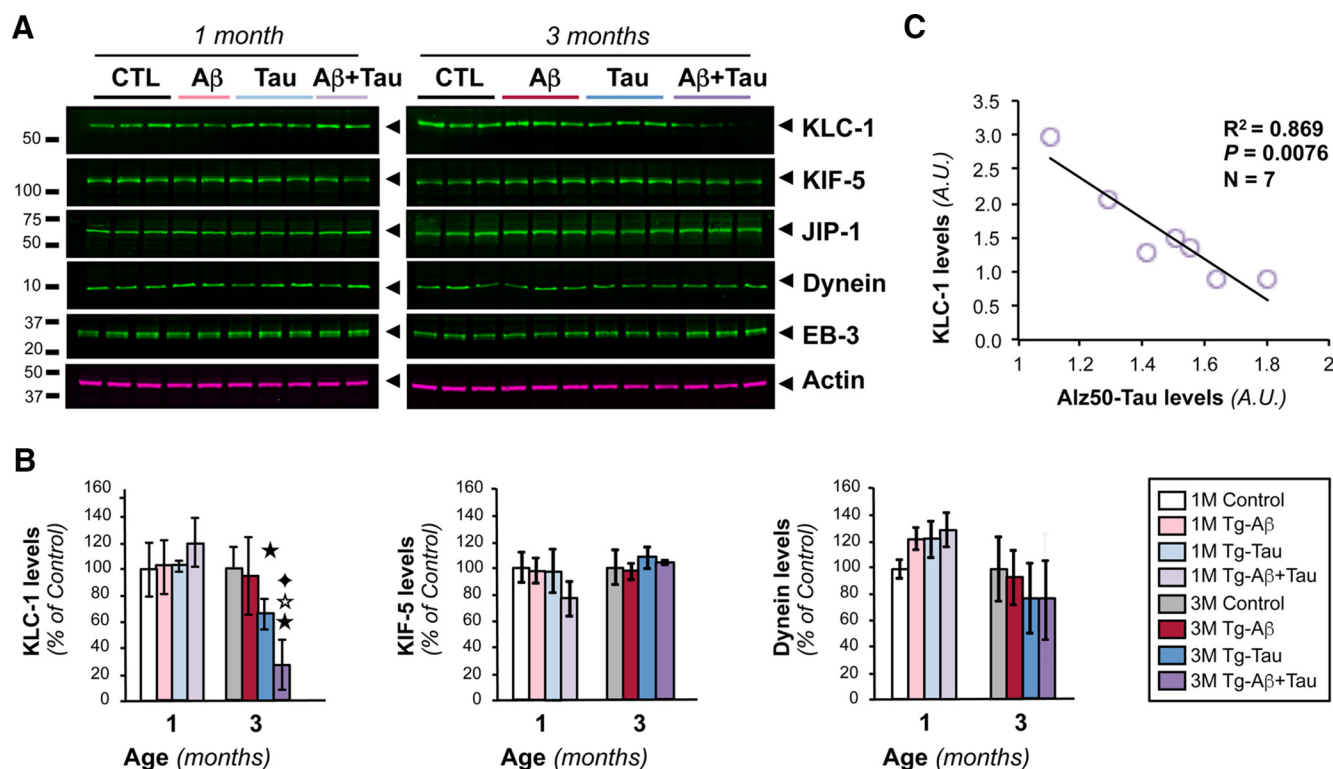 A
1 month
3 months
CTL Aβ Tau Aβ+Tau
CTL Aβ Tau Aβ+Tau
50
KLC-1
100
KIF-5
75
50
JIP-1
10
Dynein
37
20
EB-3
50
37
Actin
C
3.5
3.0
2.5
2.0
1.5
1.0
0.5
0.0
KLC-1 levels (A.U.)
R² = 0.869
P = 0.0076
N = 7
1 1.2 1.4 1.6 1.8 2
Alz50-Tau levels (A.U.)
B
KLC-1 levels
(% of Control)
160
140
120
100
80
60
40
20
0
1 3
Age (months)
KIF-5 levels
(% of Control)
160
140
120
100
80
60
40
20
0
1 3
Age (months)
Dynein levels
(% of Control)
160
140
120
100
80
60
40
20
0
1 3
Age (months)
1M Control
1M Tg-Aβ
1M Tg-Tau
1M Tg-Aβ+Tau
3M Control
3M Tg-Aβ
3M Tg-Tau
3M Tg-Aβ+Tau